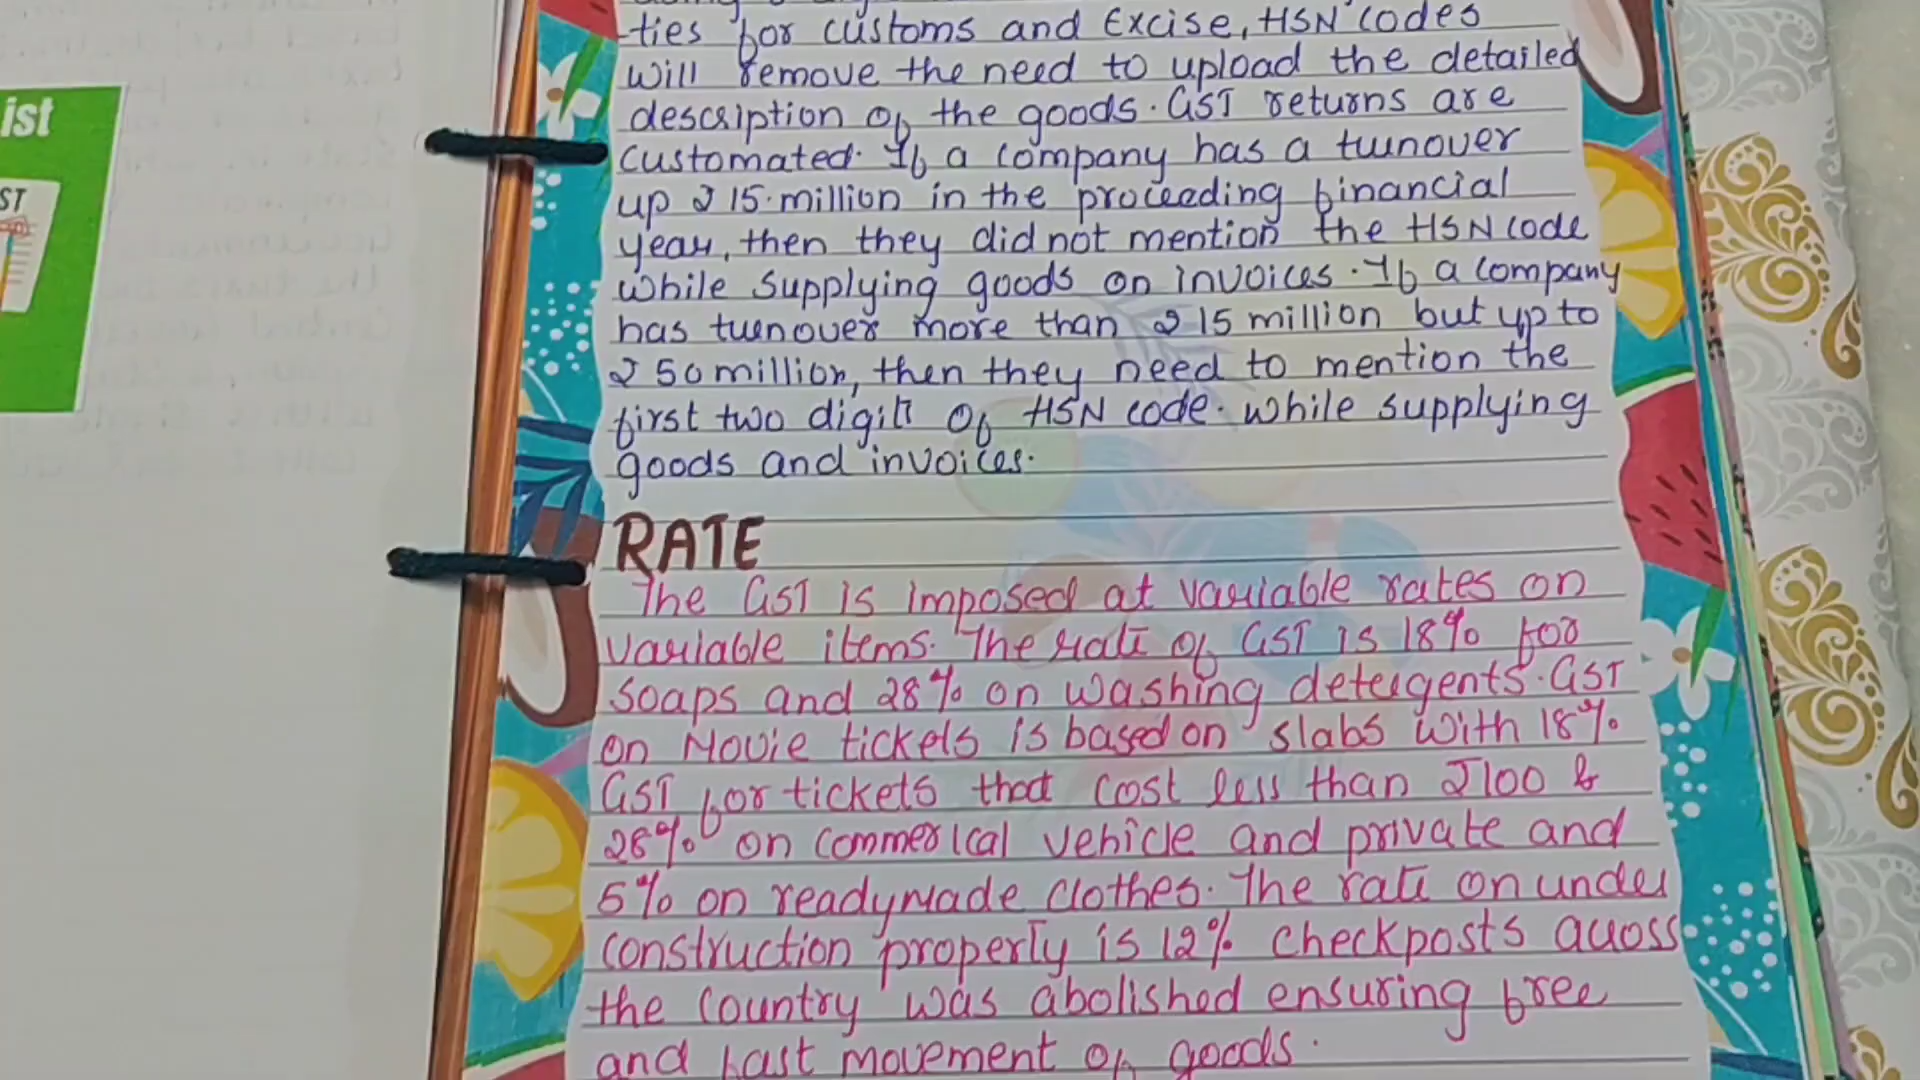 ist
ST
ties for customs and Excise, HSN codes
will remove the need to upload the detailed
description of the goods. GST returns are
Customated. If a company has a tuenover
up ₹ 15.million in the proceeding financial
year, then they did not mention the HSN code
while supplying goods on invoices. If a company
has tuenover more than ₹ 15 million but up to
₹ 50 million, then they need to mention the
first two digit of HSN code. while supplying
goods and invoices.
RATE
The GST is imposed at variable rates on
variable items. The rate of GST is 18% for
soaps and 28% on washing detergents. GST
on Movie tickets is based on slabs with 18%
GST for tickets that cost less than ₹100 &
28% on commerical vehicle and private and
5% on readymade clothes. The rate on under
construction property is 12% checkposts across
the country was abolished ensuring free
and fast movement of goods.